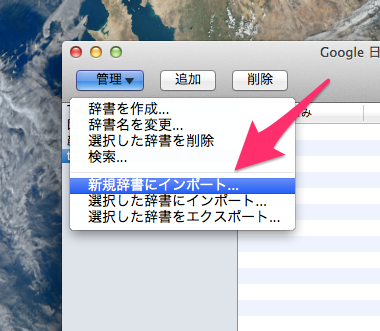 Google 日
管理▼
追加
削除
辞書を作成...
辞書名を変更...
選択した辞書を削除
検索...
新規辞書にインポート...
選択した辞書にインポート...
選択した辞書をエクスポート...
み